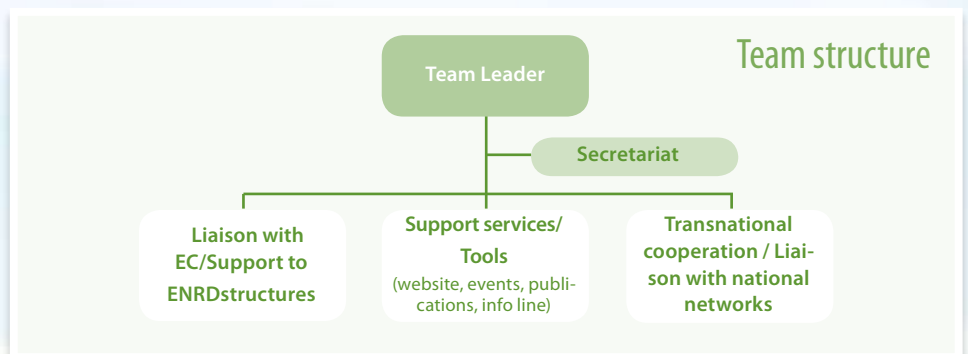 Team structure
Team Leader
Secretariat
Liaison with
EC/Support to
ENRDstructures
Support services/
Tools
(website, events, publi-
cations, info line)
Transnational
cooperation / Liai-
son with national
networks